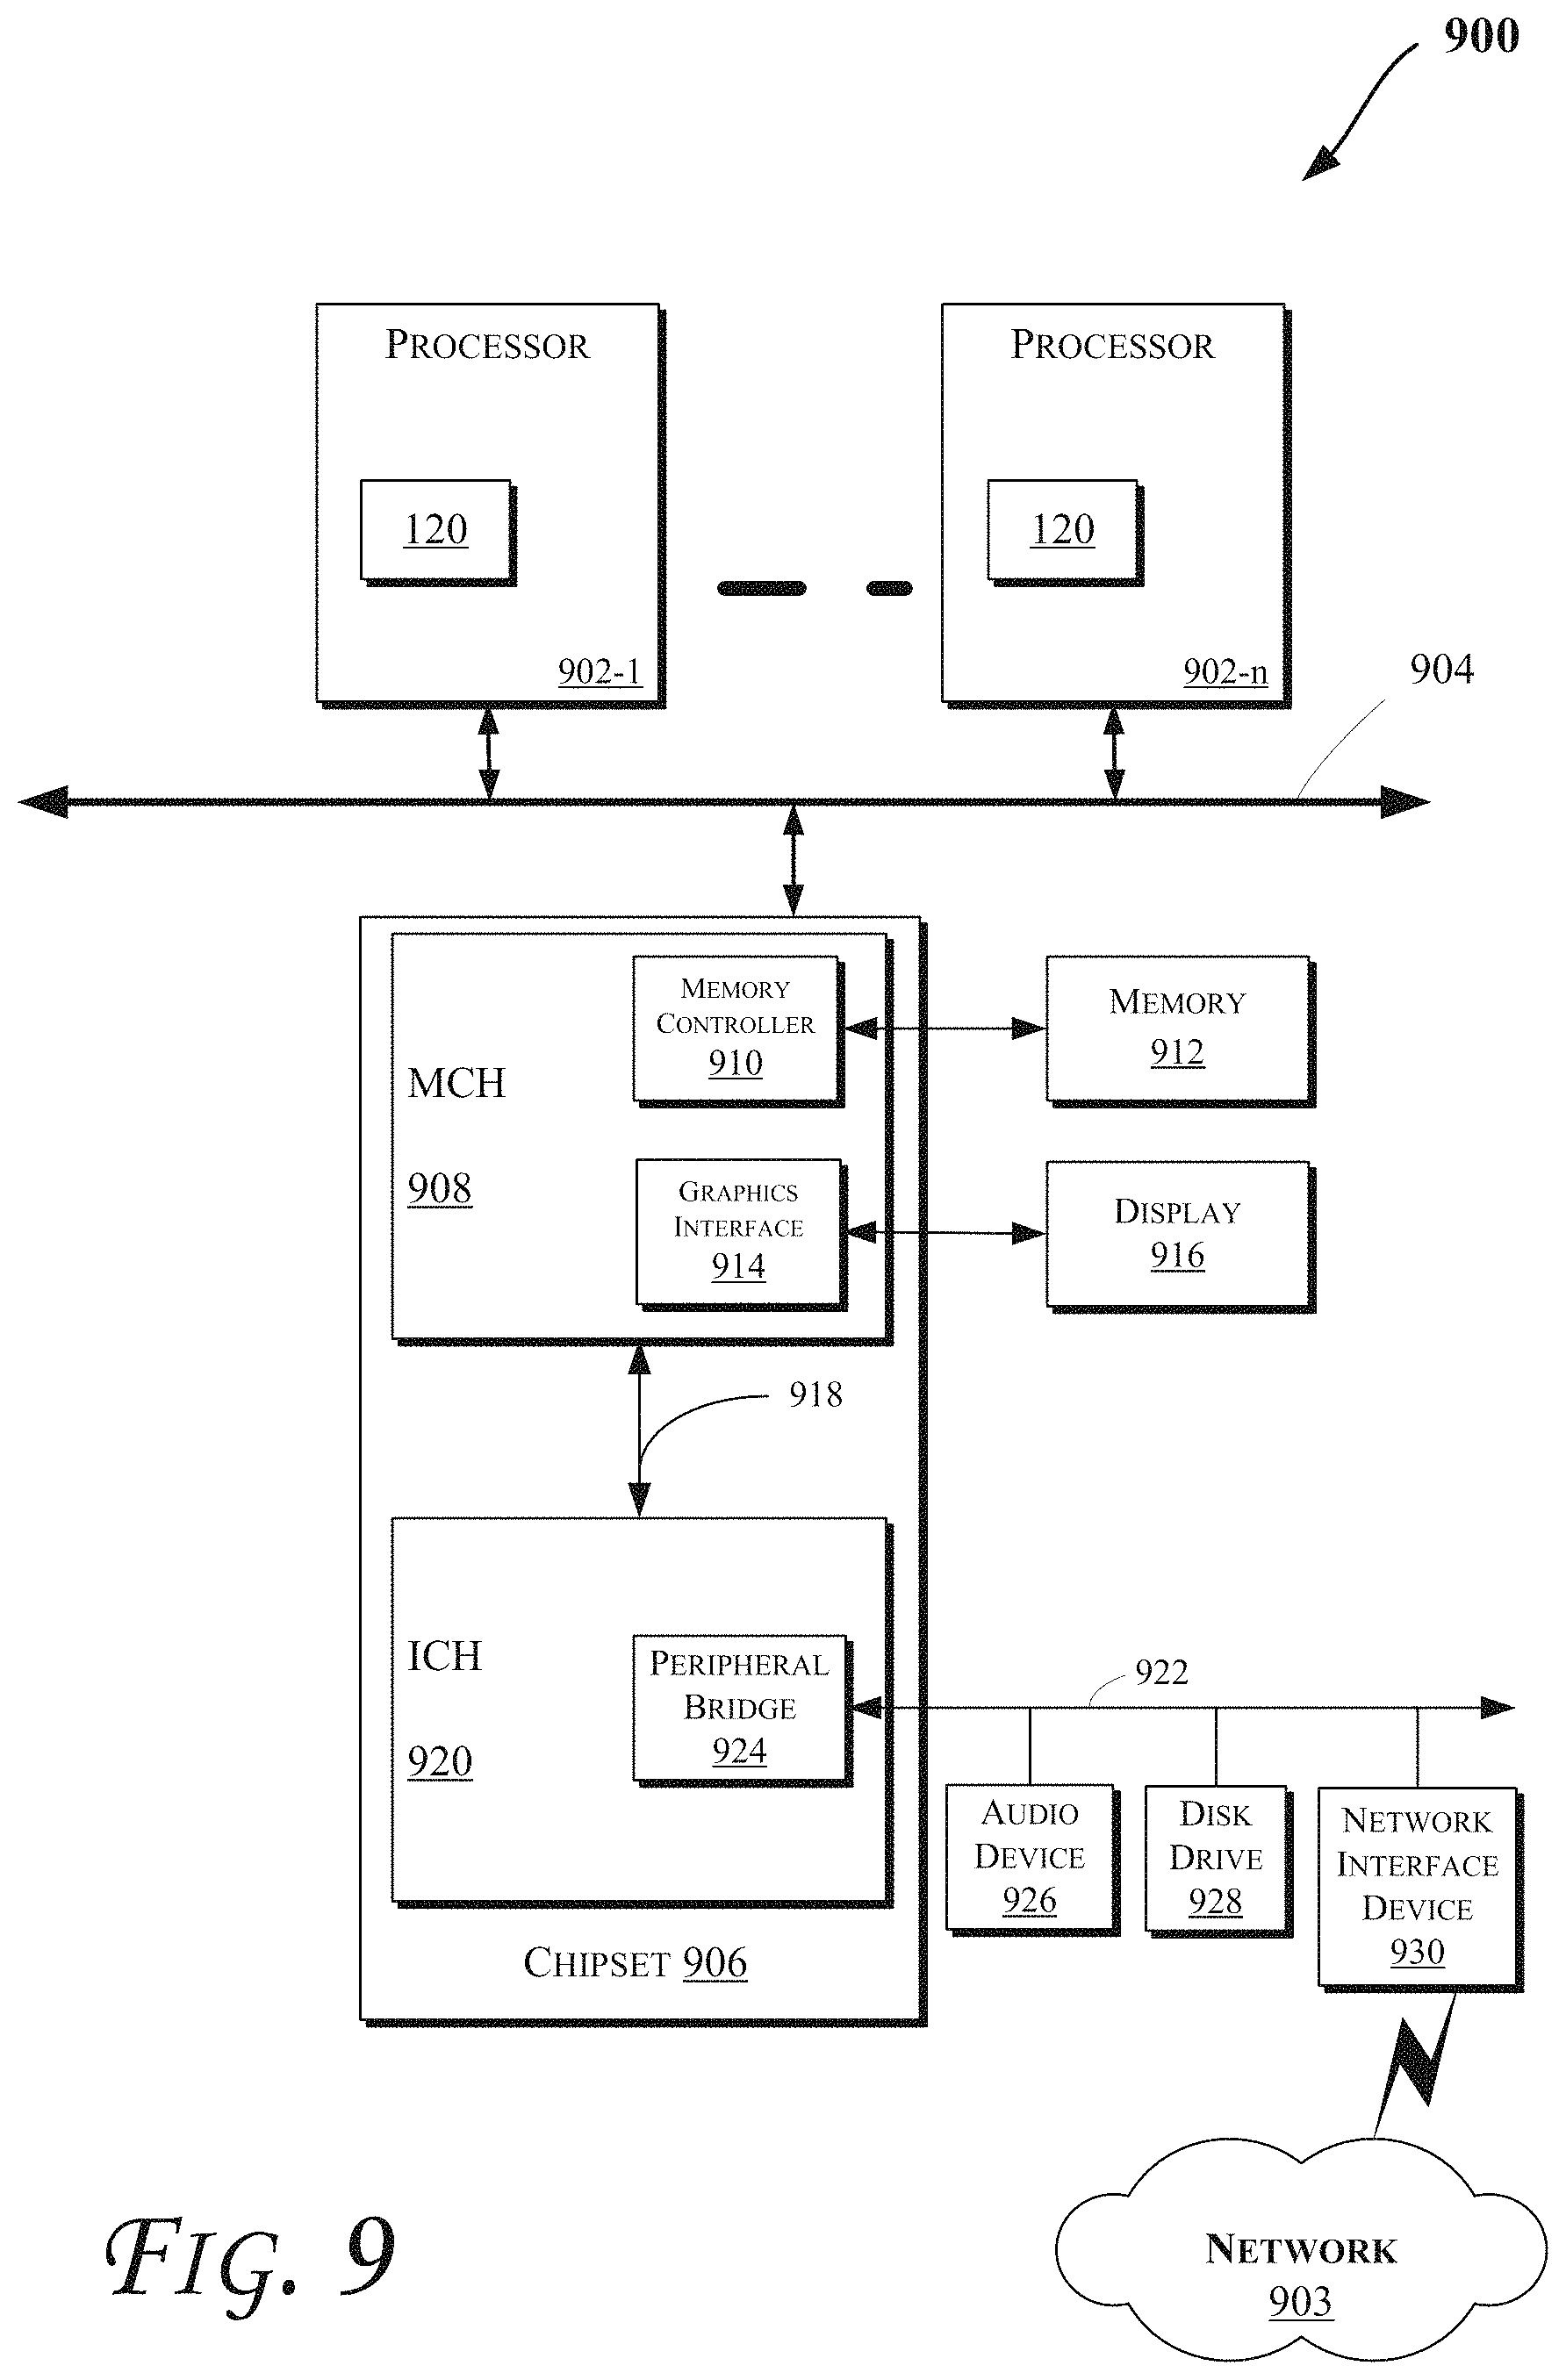 900
PROCESSOR
120
902-1
PROCESSOR
120
902-n
904
MEMORY
CONTROLLER
910
MEMORY
912
MCH
908
GRAPHICS
INTERFACE
914
DISPLAY
916
918
ICH
920
PERIPHERAL
BRIDGE
924
922
AUDIO
DEVICE
926
DISK
DRIVE
928
NETWORK
INTERFACE
DEVICE
930
CHIPSET 906
NETWORK
903
FIG. 9